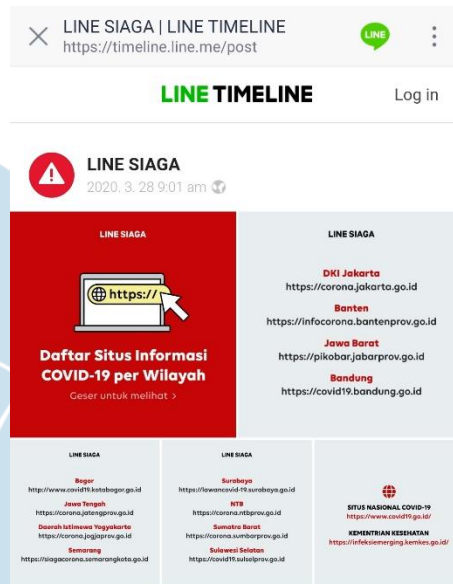 LINE SIAGA | LINE TIMELINE
https://timeline.line.me/post
LINE
LINE TIMELINE
Log in
LINE SIAGA
2020. 3. 28 9:01 am
LINE SIAGA
https://
Daftar Situs Informasi
COVID-19 per Wilayah
Geser untuk melihat >
LINE SIAGA
DKI Jakarta
https://corona.jakarta.go.id
Banten
https://infocorona.bantenprov.go.id
Jawa Barat
https://pikobar.jabarprov.go.id
Bandung
https://covid19.bandung.go.id
LINE SIAGA
Bogor
http://www.covid19.kotabogor.go.id
Jawa Tengah
https://corona.jatengprov.go.id
Daerah Istimewa Yogyakarta
https://corona.jogjaprov.go.id
Semarang
https://siagacorona.semarangkota.go.id
LINE SIAGA
Surabaya
https://lawancovid-19.surabaya.go.id
NTB
https://corona.ntbprov.go.id
Sumatra Barat
https://corona.sumbarprov.go.id
Sulawesi Selatan
https://covid19.sulselprov.go.id
SITUS NASIONAL COVID-19
https://www.covid19.go.id/
KEMENTRIAN KESEHATAN
https://infeksiemerging.kemkes.go.id/